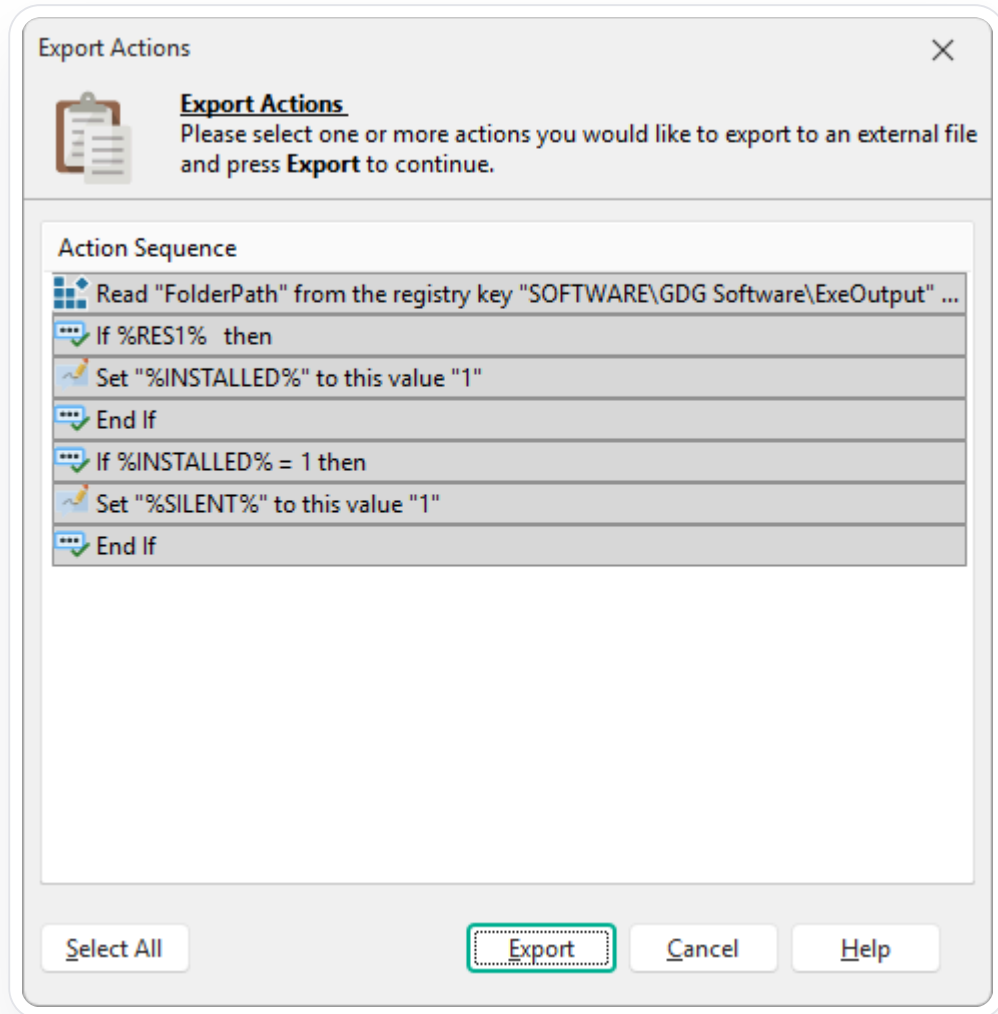 Export Actions
Export Actions
Please select one or more actions you would like to export to an external file
and press Export to continue.
Action Sequence
Read "FolderPath" from the registry key "SOFTWARE\GDG Software\ExeOutput" ...
If %RES1%   then
Set "%INSTALLED%" to this value "1"
End If
If %INSTALLED% = 1 then
Set "%SILENT%" to this value "1"
End If
Select All
Export
Cancel
Help